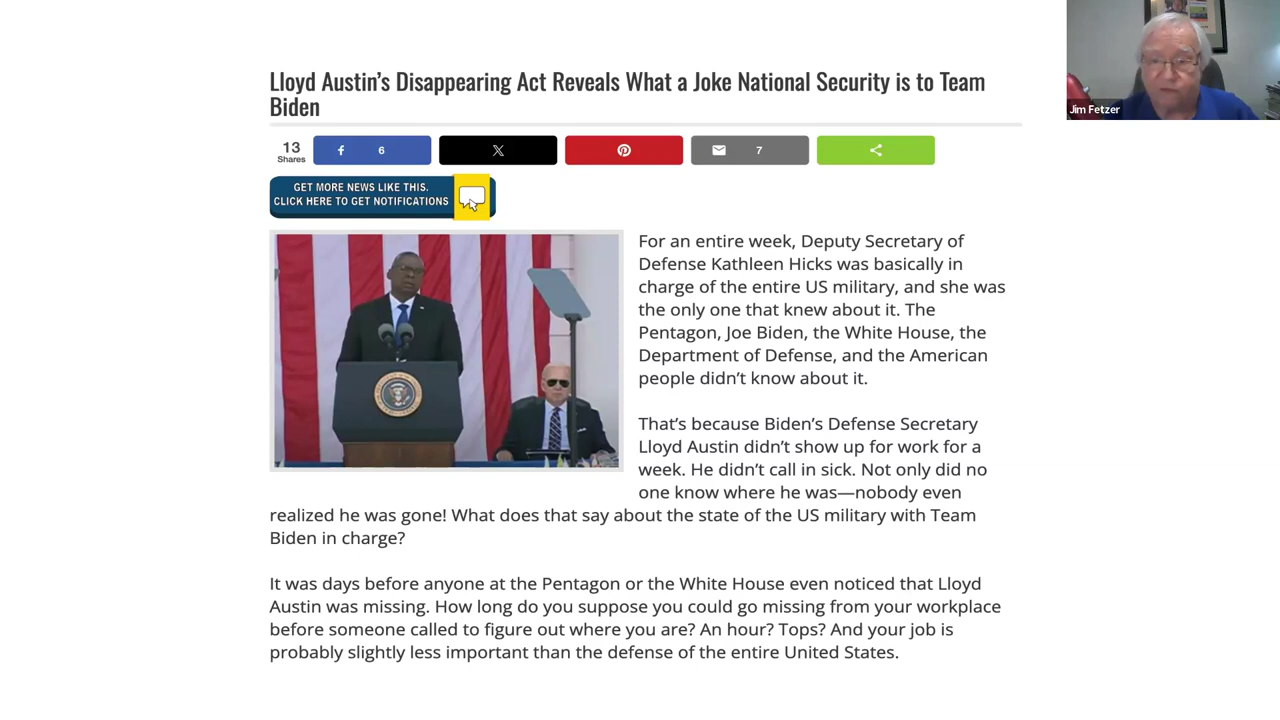 Lloyd Austin’s Disappearing Act Reveals What a Joke National Security is to Team
Biden
Jim Fetzer
13
Shares
6
7
GET MORE NEWS LIKE THIS.
CLICK HERE TO GET NOTIFICATIONS
For an entire week, Deputy Secretary of
Defense Kathleen Hicks was basically in
charge of the entire US military, and she was
the only one that knew about it. The
Pentagon, Joe Biden, the White House, the
Department of Defense, and the American
people didn’t know about it.
That’s because Biden’s Defense Secretary
Lloyd Austin didn’t show up for work for a
week. He didn’t call in sick. Not only did no
one know where he was—nobody even
realized he was gone! What does that say about the state of the US military with Team
Biden in charge?
It was days before anyone at the Pentagon or the White House even noticed that Lloyd
Austin was missing. How long do you suppose you could go missing from your workplace
before someone called to figure out where you are? An hour? Tops? And your job is
probably slightly less important than the defense of the entire United States.